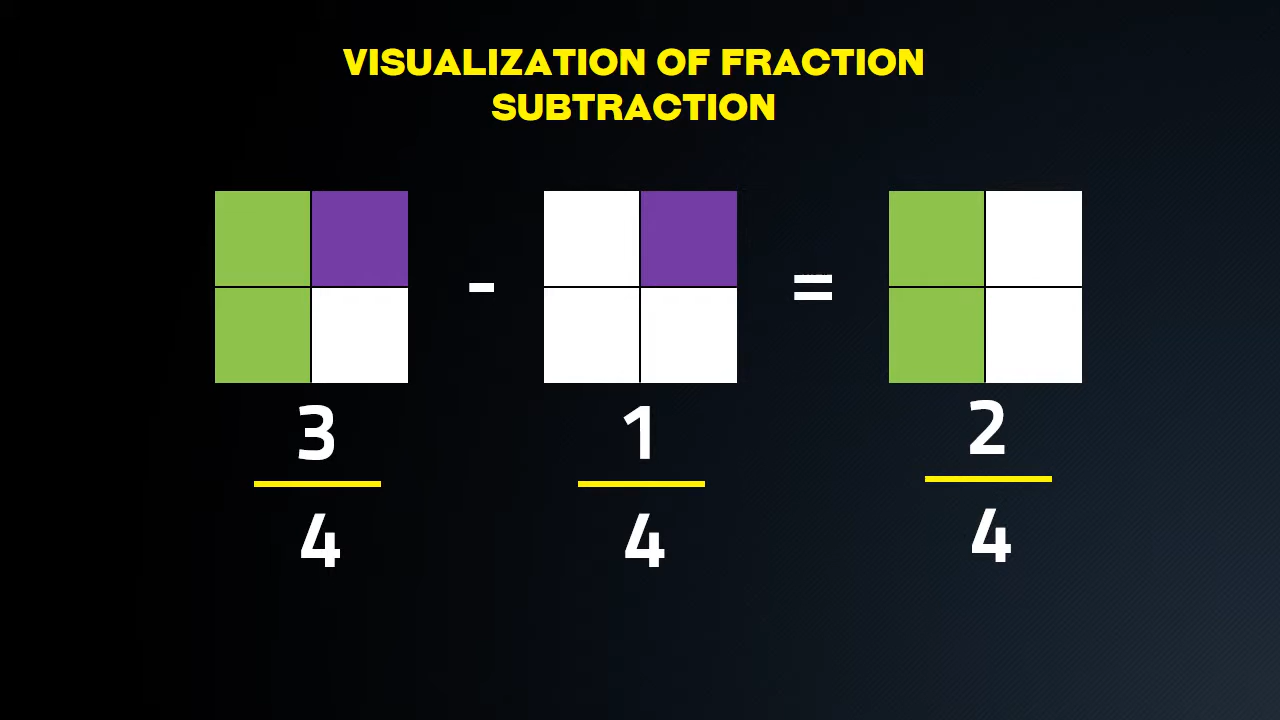 VISUALIZATION OF FRACTION
SUBTRACTION
- =
3 1 2
4 4 4